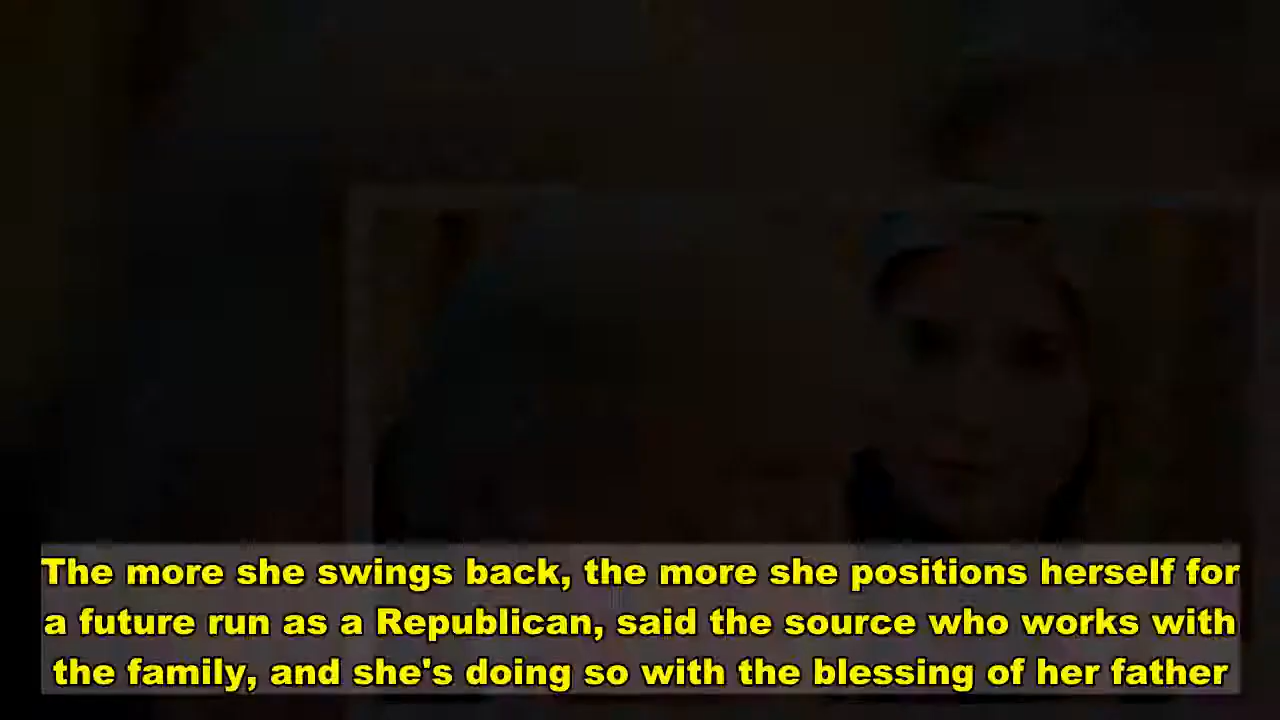 The more she swings back, the more she positions herself for
a future run as a Republican, said the source who works with
the family, and she's doing so with the blessing of her father